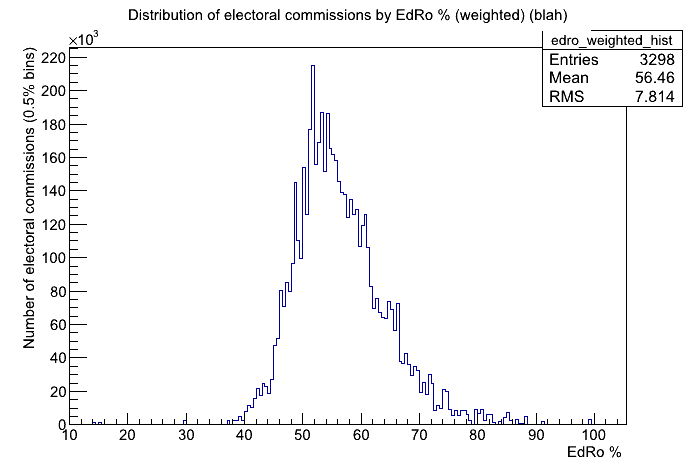 Distribution of electoral commissions by EdRo % (weighted) (blah)
×10³
edro_weighted_hist
Entries 3298
Mean 56.46
RMS 7.814
Number of electoral commissions (0.5% bins)
220
200
180
160
140
120
100
80
60
40
20
0
10 20 30 40 50 60 70 80 90 100
EdRo %